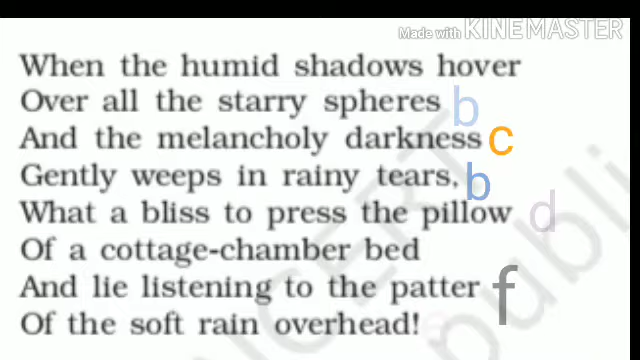 Made with KINEMASTER
When the humid shadows hover
Over all the starry spheres b
And the melancholy darkness c
Gently weeps in rainy tears, b
What a bliss to press the pillow d
Of a cottage-chamber bed
And lie listening to the patter f
Of the soft rain overhead!